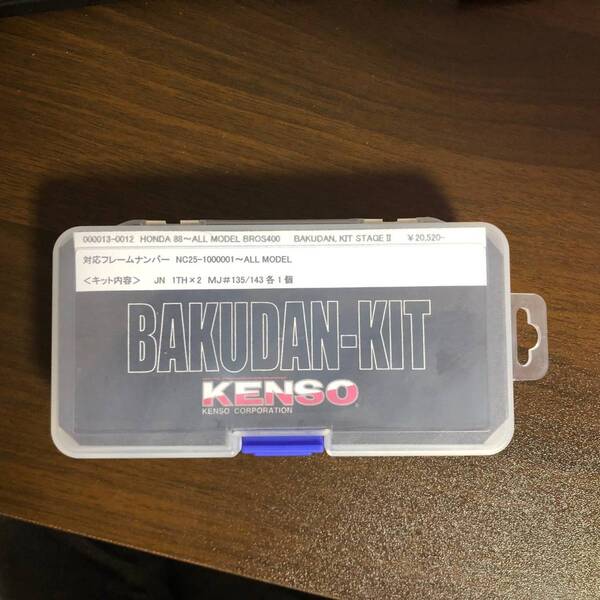 000013-0012 HONDA 88～ALL MODEL BROS400 BAKUDAN, KIT STAGE Ⅱ ￥20,520-
対応フレームナンバー NC25-1000001～ALL MODEL
＜キット内容＞ JN 1TH×2 MJ＃135/143 各1個
BAKUDAN-KIT
KENSO®
KENSO CORPORATION